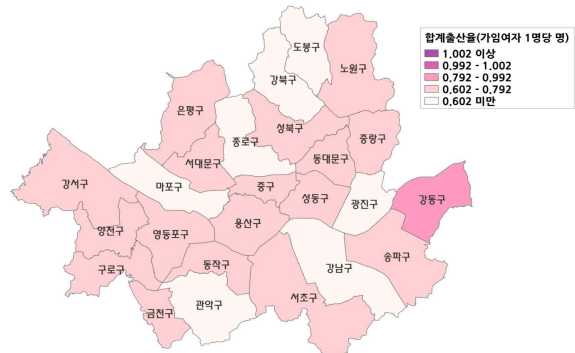 합계출산율(가임여자 1명당 명)
1.002 이상
0.992 - 1.002
0.792 - 0.992
0.602 - 0.792
0.602 미만
도봉구
노원구
강북구
은평구
성북구
종로구
중랑구
서대문구
동대문구
강서구
마포구
중구
성동구
광진구
강동구
양천구
영등포구
용산구
송파구
동작구
강남구
구로구
서초구
금천구
관악구